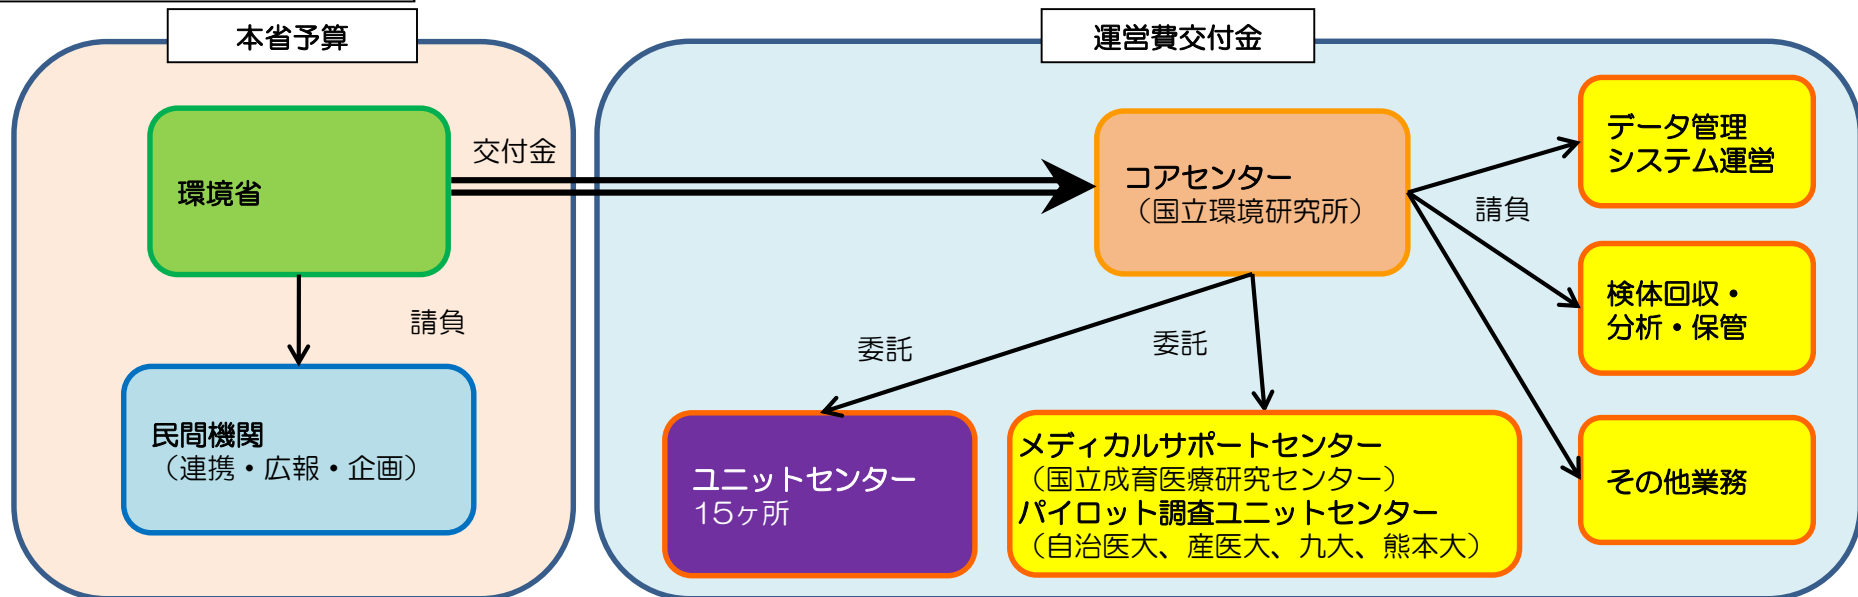 本省予算
環境省
交付金
請負
民間機関
（連携・広報・企画）
運営費交付金
コアセンター
（国立環境研究所）
委託
委託
請負
ユニットセンター
15ヶ所
メディカルサポートセンター
（国立成育医療研究センター）
パイロット調査ユニットセンター
（自治医大、産医大、九大、熊本大）
データ管理
システム運営
検体回収・
分析・保管
その他業務